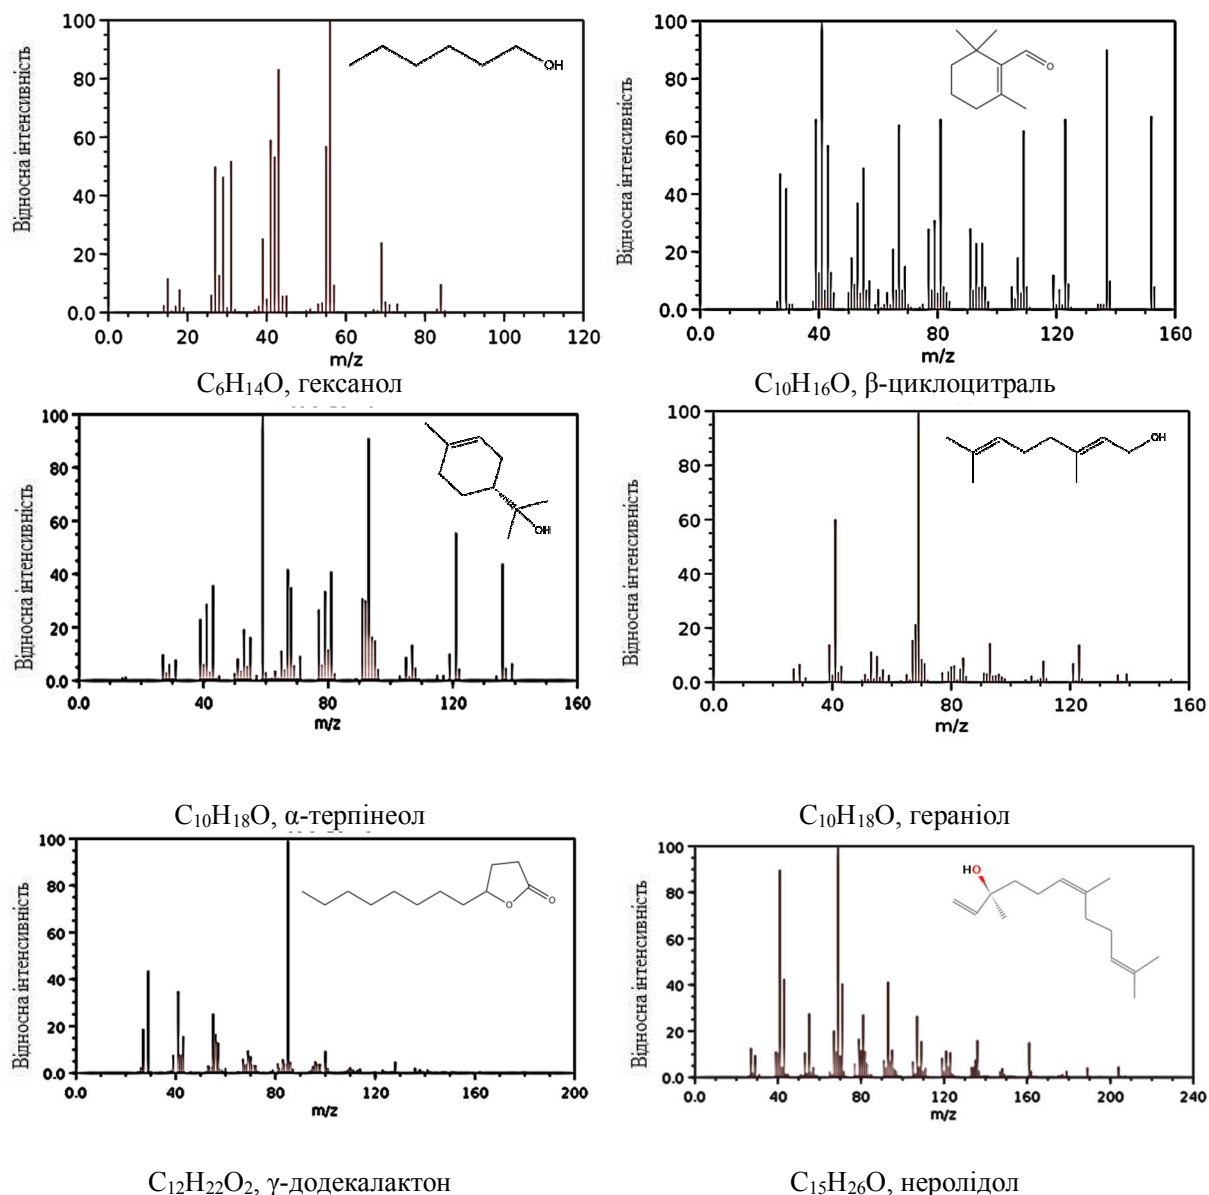 Відносна інтенсивність
100
80
60
40
20
0.0
0.0 20 40 60 80 100 120
m/z
OH
C₆H₁₄O, гексанол
Відносна інтенсивність
100
80
60
40
20
0.0
0.0 40 80 120 160
m/z
O
C₁₀H₁₆O, β-циклоцитраль
Відносна інтенсивність
100
80
60
40
20
0.0
0.0 40 80 120 160
m/z
OH
C₁₀H₁₈O, α-терпінеол
Відносна інтенсивність
100
80
60
40
20
0.0
0.0 40 80 120 160
m/z
OH
C₁₀H₁₈O, гераніол
Відносна інтенсивність
100
80
60
40
20
0.0
0.0 40 80 120 160 200
m/z
O O
C₁₂H₂₂O₂, γ-додекалактон
Відносна інтенсивність
100
80
60
40
20
0.0
0.0 40 80 120 160 200 240
m/z
HO
C₁₅H₂₆O, неролідол